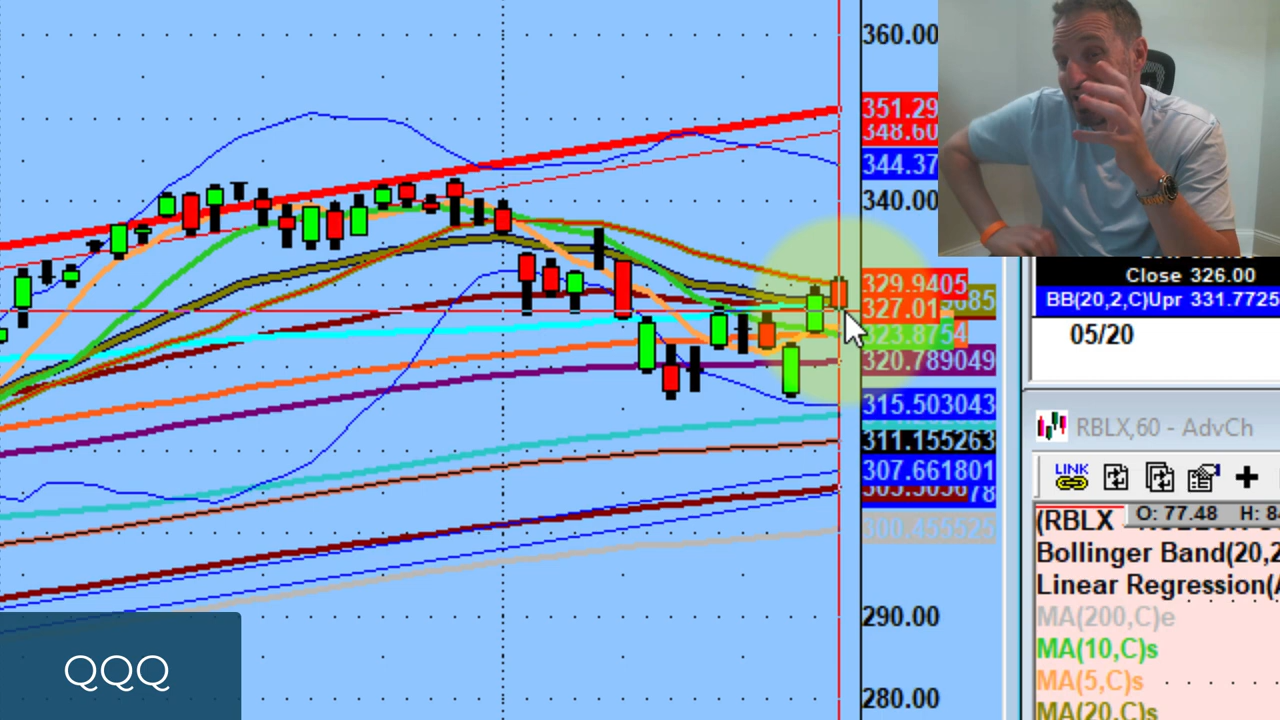 360.00
351.29
348.60
344.37
340.00
329.9405
327.01
323.8754
320.789049
315.503043
311.155263
307.661801
290.00
280.00
QQQ
Close 326.00
BB(20,2,C)Upr 331.7725
05/20
RBLX,60 - AdvCh
LINK
O: 77.48 H: 8
(RBLX
Bollinger Band(20,2
Linear Regression(
MA(200,C)e
MA(10,C)s
MA(5,C)s
MA(20,C)s